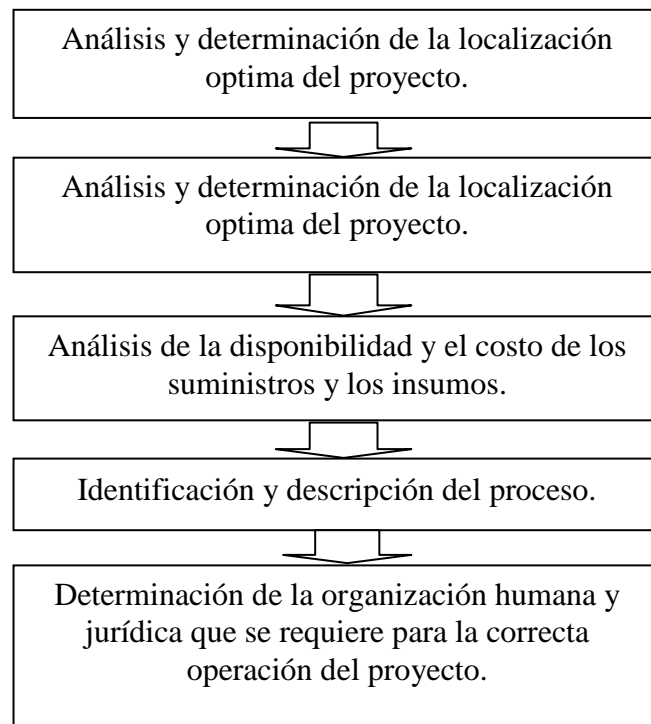 Análisis y determinación de la localización
optima del proyecto.
Análisis y determinación de la localización
optima del proyecto.
Análisis de la disponibilidad y el costo de los
suministros y los insumos.
Identificación y descripción del proceso.
Determinación de la organización humana y
jurídica que se requiere para la correcta
operación del proyecto.